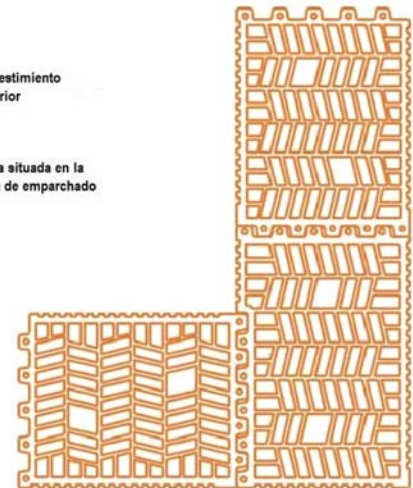 estimiento
rior
a situada en la
de emparchado